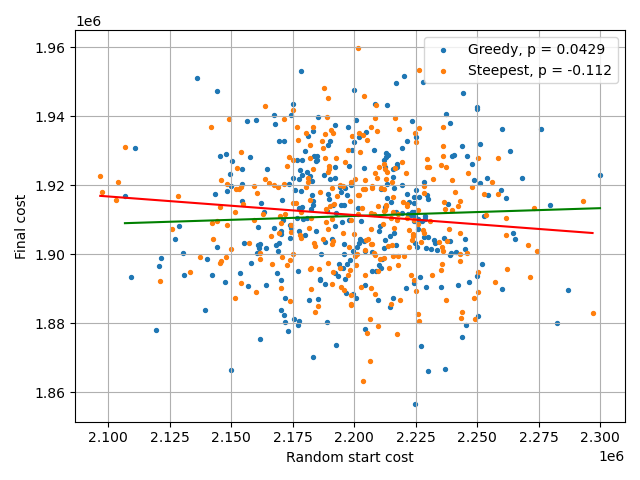 1e6
1.96
Greedy, p = 0.0429
Steepest, p = -0.112
1.94
1.92
1.90
1.88
1.86
Final cost
2.100 2.125 2.150 2.175 2.200 2.225 2.250 2.275 2.300
Random start cost
1e6